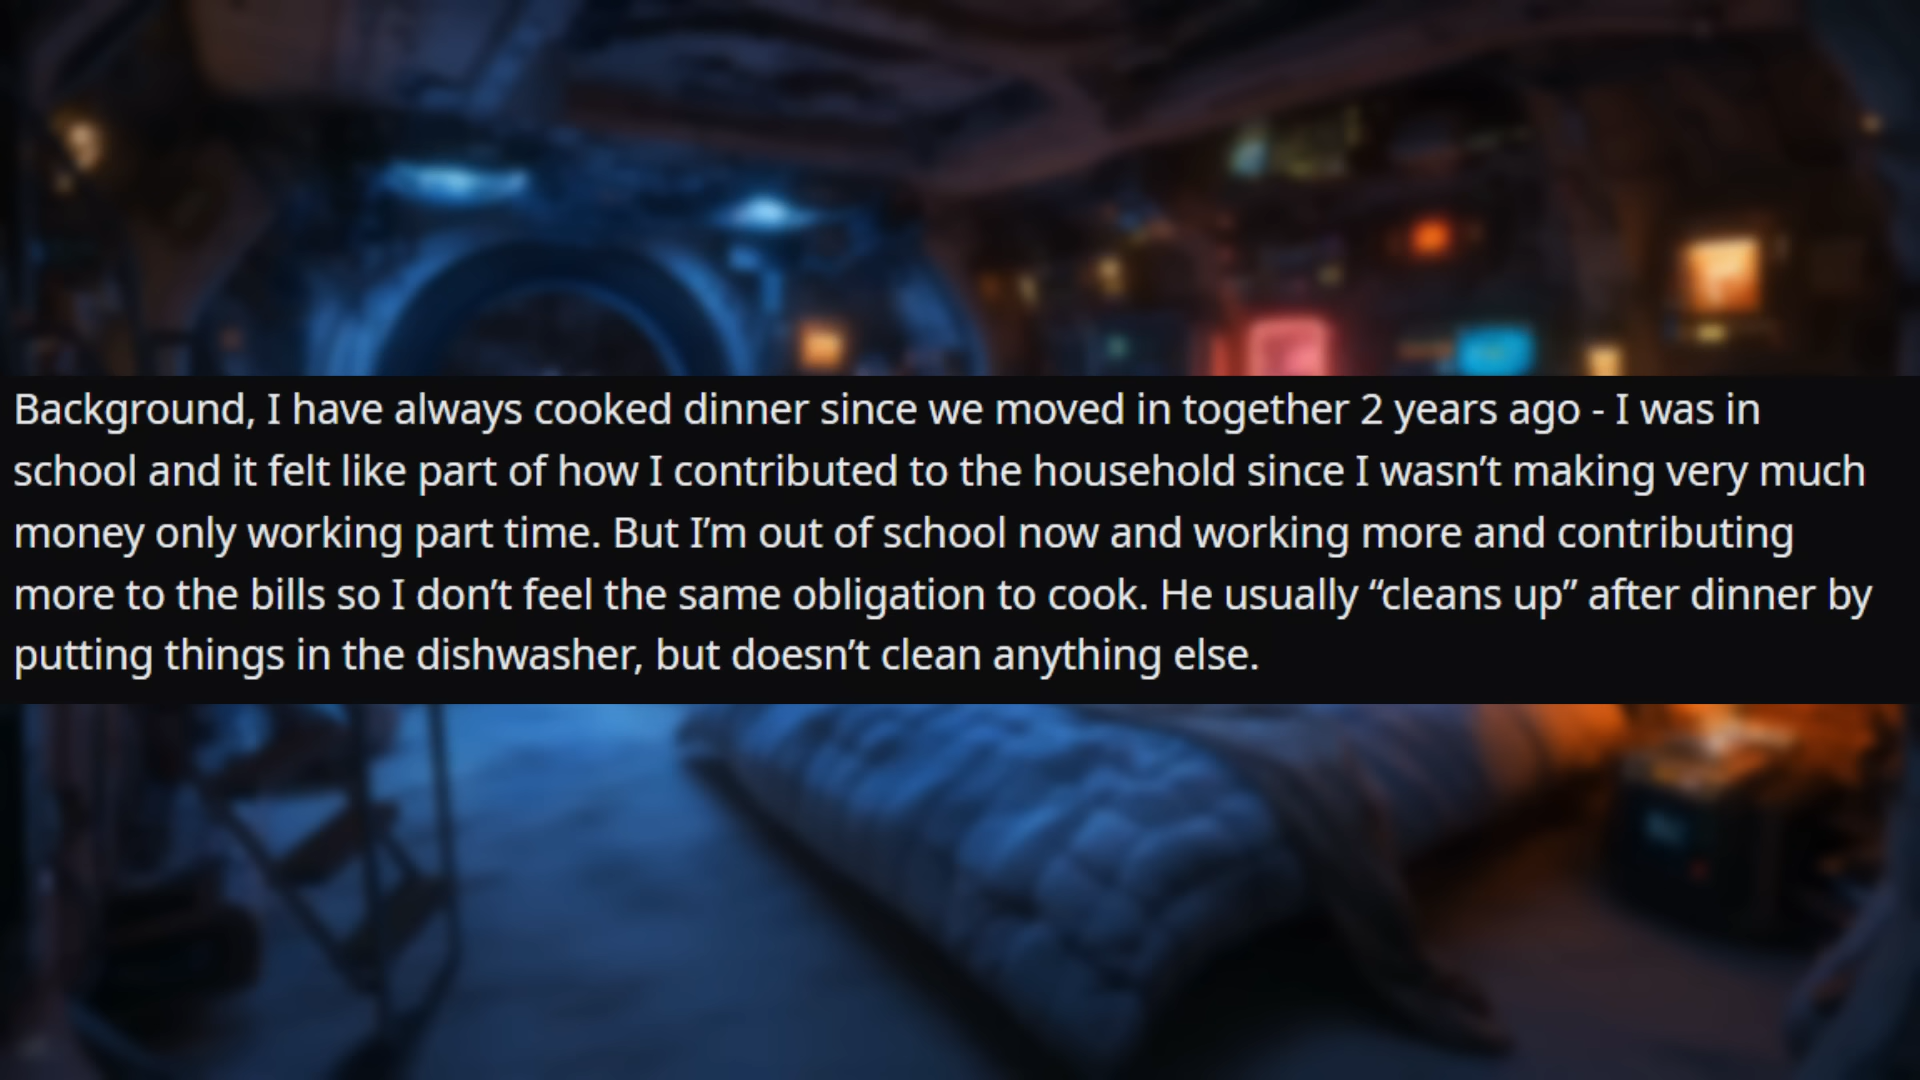 Background, I have always cooked dinner since we moved in together 2 years ago - I was in
school and it felt like part of how I contributed to the household since I wasn’t making very much
money only working part time. But I’m out of school now and working more and contributing
more to the bills so I don’t feel the same obligation to cook. He usually “cleans up” after dinner by
putting things in the dishwasher, but doesn’t clean anything else.